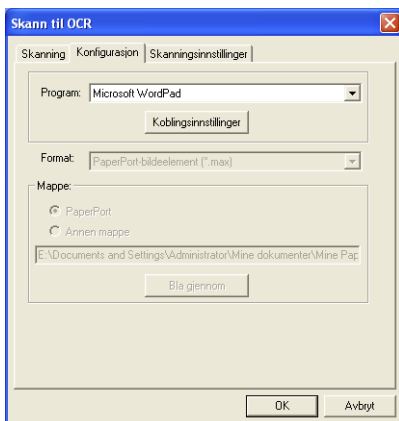 Skann til OCR
Skanning Konfigurasjon Skanningsinnstillinger
Program: Microsoft WordPad
Koblingsinnstillinger
Format: PaperPort-bildeelement (*.max)
Mappe:
PaperPort
Annen mappe
E:\Documents and Settings\Administrator\Mine dokumenter\Mine Pap
Bla gjennom
OK Avbryt